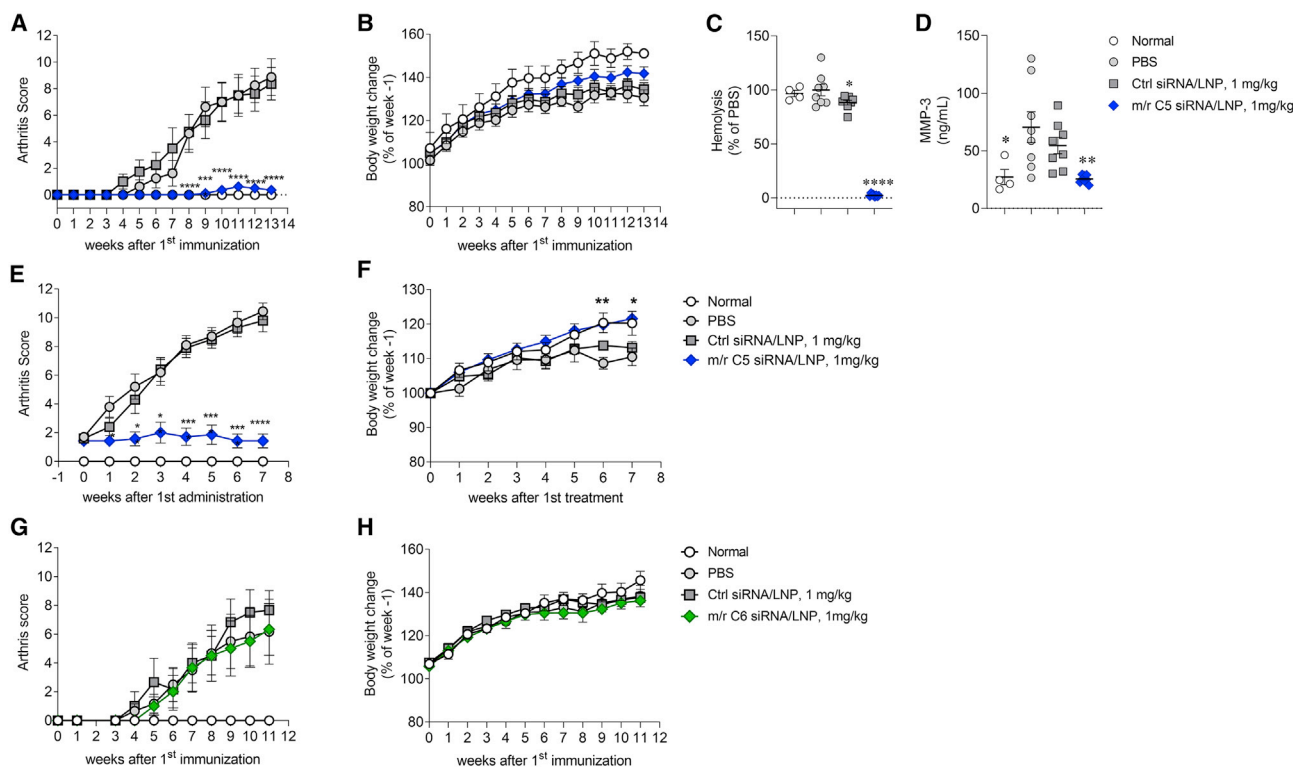 A
Arthritis Score
12
10
8
6
4
2
0
0 1 2 3 4 5 6 7 8 9 10 11 12 13 14
weeks after 1st immunization
****
***
****
****
****
****
B
Body weight change
(% of week -1)
160
140
120
100
80
0 1 2 3 4 5 6 7 8 9 10 11 12 13 14
weeks after 1st immunization
C
Hemolysis
(% of PBS)
150
100
50
0
*
****
D
MMP-3
(ng/mL)
150
100
50
0
*
**
Normal
PBS
Ctrl siRNA/LNP, 1 mg/kg
m/r C5 siRNA/LNP, 1mg/kg
E
Arthritis Score
12
10
8
6
4
2
0
-1 0 1 2 3 4 5 6 7 8
weeks after 1st administration
*
*
*
***
***
***
****
F
Body weight change
(% of week -1)
130
120
110
100
90
80
0 1 2 3 4 5 6 7 8
weeks after 1st treatment
**
*
Normal
PBS
Ctrl siRNA/LNP, 1 mg/kg
m/r C5 siRNA/LNP, 1mg/kg
G
Arthris score
12
10
8
6
4
2
0
0 1 2 3 4 5 6 7 8 9 10 11 12
weeks after 1st immunization
H
Body weight change
(% of week -1)
160
140
120
100
80
0 1 2 3 4 5 6 7 8 9 10 11 12
weeks after 1st immunization
Normal
PBS
Ctrl siRNA/LNP, 1 mg/kg
m/r C6 siRNA/LNP, 1mg/kg